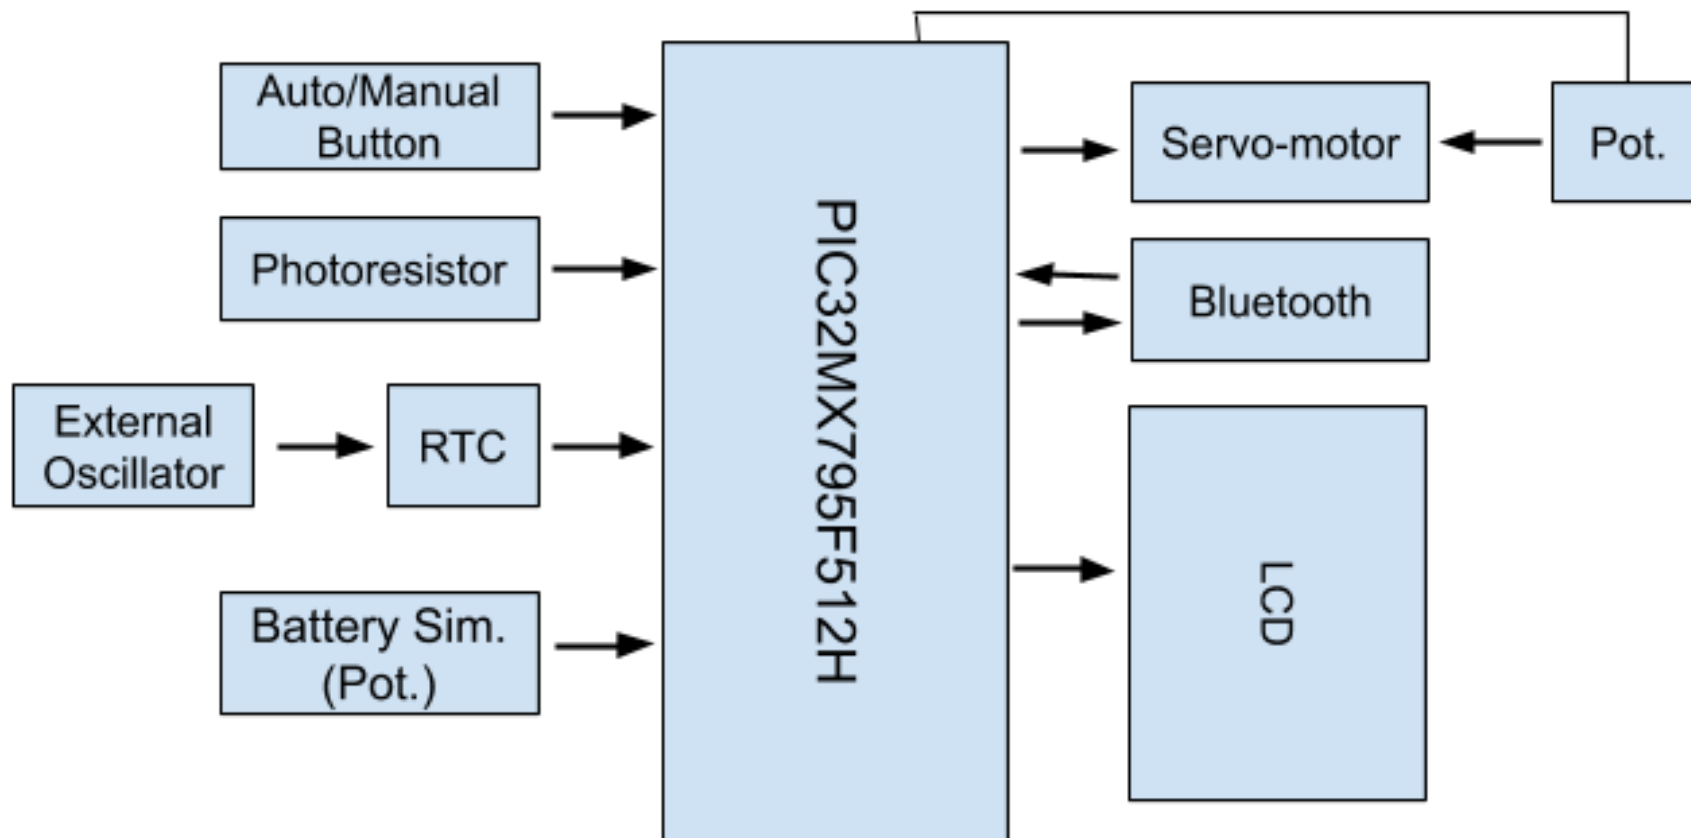 Auto/Manual
Button
Photoresistor
External
Oscillator
RTC
Battery Sim.
(Pot.)
PIC32MX795F512H
Servo-motor
Pot.
Bluetooth
LCD